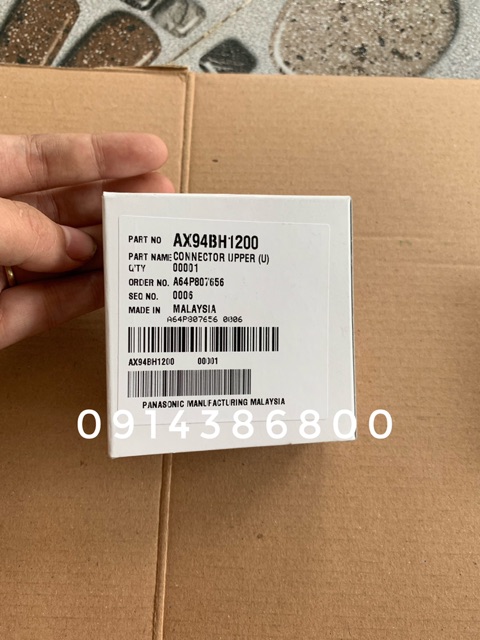 PART NO AX94BH1200
PART NAME CONNECTOR UPPER (U)
Q'TY 00001
ORDER NO. A64P807656
SEQ NO. 0006
MADE IN MALAYSIA
A64P807656 0006
AX94BH1200 00001
PANASONIC MANUFACTURING MALAYSIA
0914386800